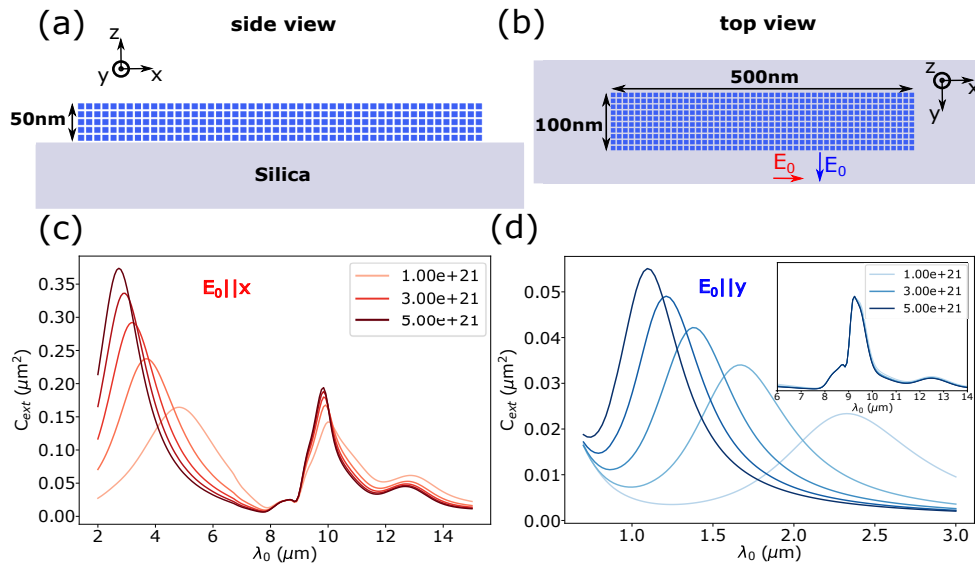 (a)
side view
z
y
x
50nm
Silica
(b)
top view
500nm
z
x
y
100nm
E₀
E₀
(c)
C_ext (μm²)
0.35
0.30
0.25
0.20
0.15
0.10
0.05
0.00
E₀||x
1.00e+21
3.00e+21
5.00e+21
2 4 6 8 10 12 14
λ₀ (μm)
(d)
C_ext (μm²)
0.05
0.04
0.03
0.02
0.01
0.00
E₀||y
1.00e+21
3.00e+21
5.00e+21
6 7 8 9 10 11 12 13 14
λ₀ (μm)
1.0 1.5 2.0 2.5 3.0
λ₀ (μm)